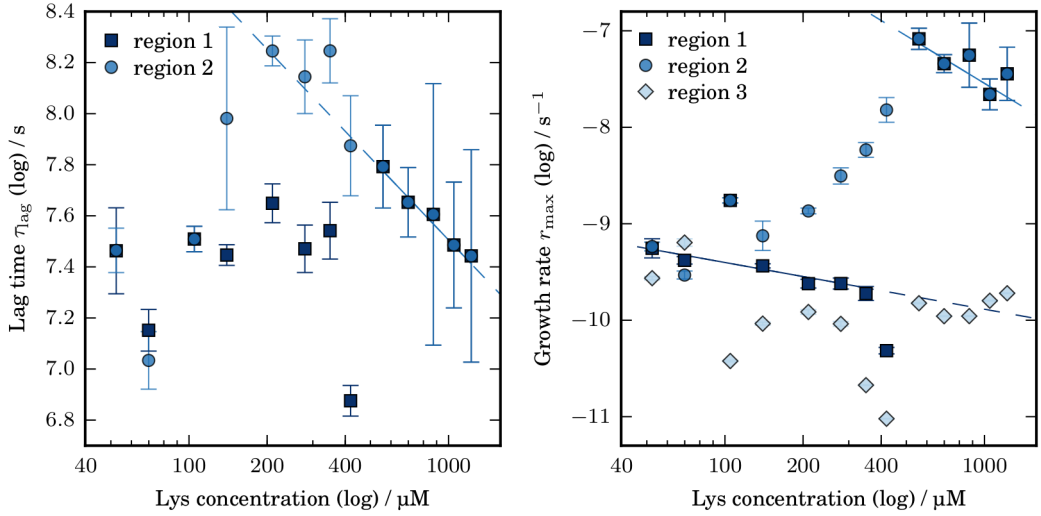 8.4
8.2
8.0
7.8
7.6
7.4
7.2
7.0
6.8
Lag time τlag (log) / s
region 1
region 2
40
100
200
400
1000
Lys concentration (log) / µM
−7
−8
−9
−10
−11
Growth rate rmax (log) / s−1
region 1
region 2
region 3
40
100
200
400
1000
Lys concentration (log) / µM